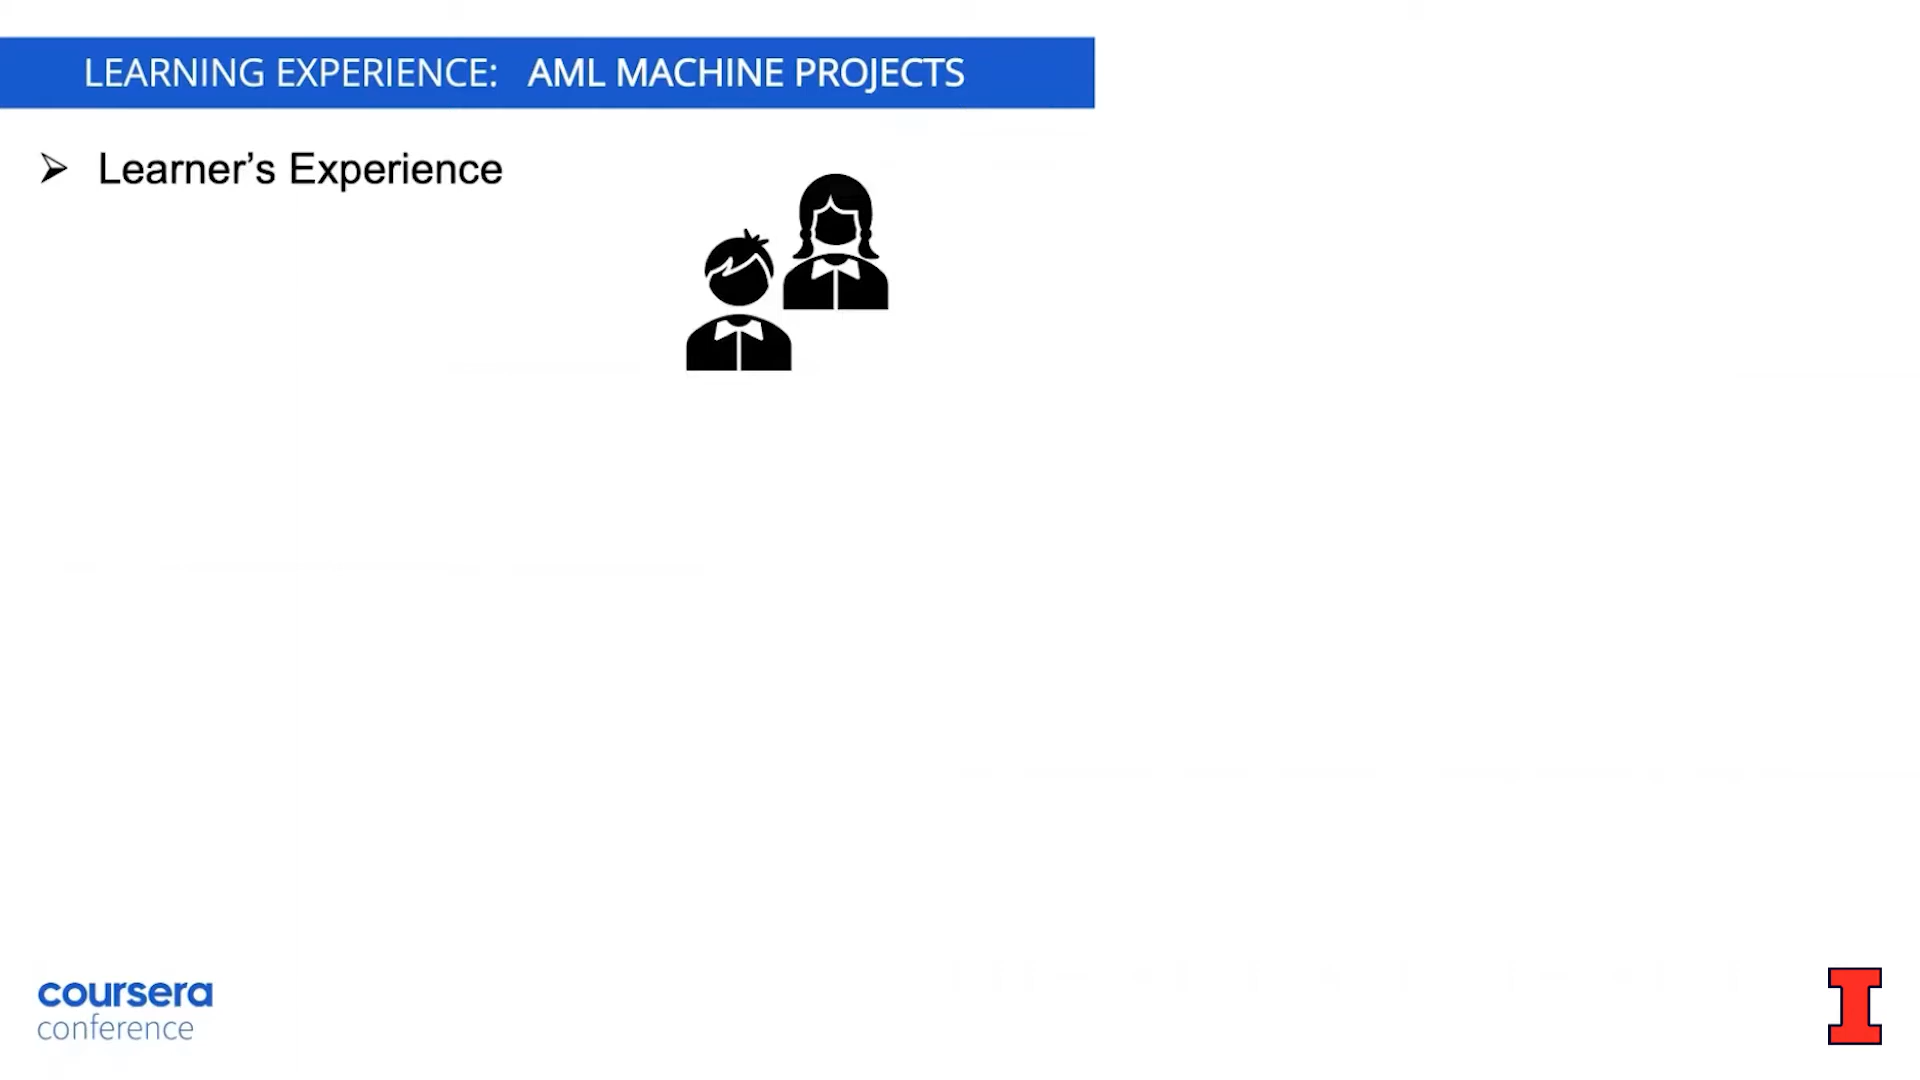 LEARNING EXPERIENCE: AML MACHINE PROJECTS
➢ Learner’s Experience
coursera
conference
I